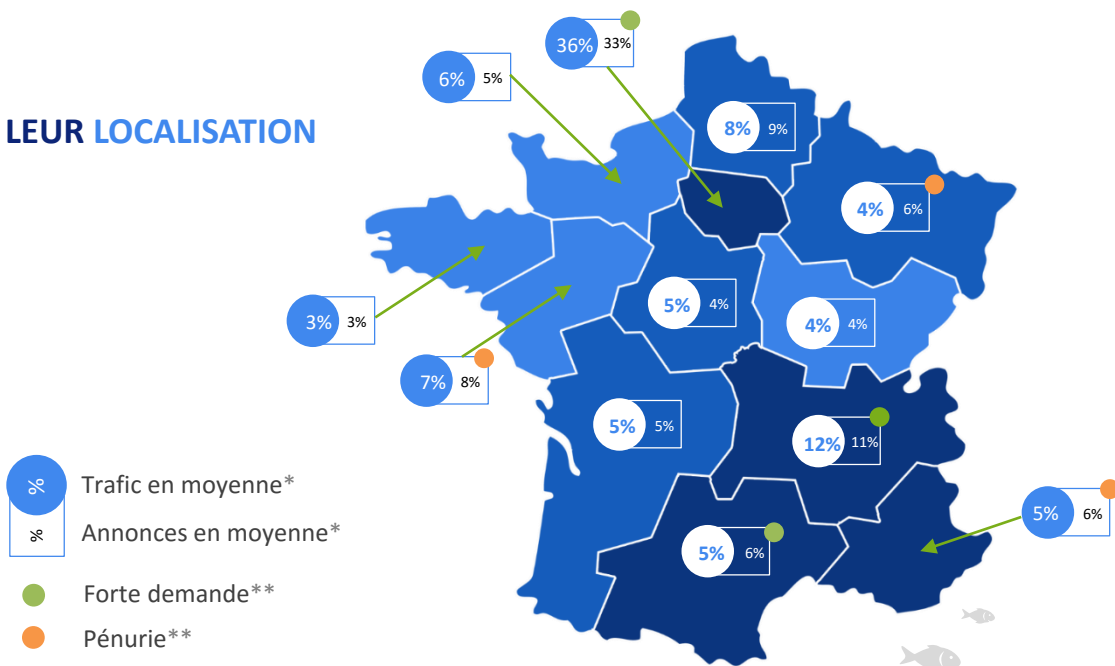 36% 33%
6% 5%
LEUR LOCALISATION
8% 9%
4% 6%
5% 4%
3% 3%
4% 4%
7% 8%
5% 5%
12% 11%
% Trafic en moyenne*
% Annonces en moyenne*
5% 6%
5% 6%
Forte demande**
Pénurie**